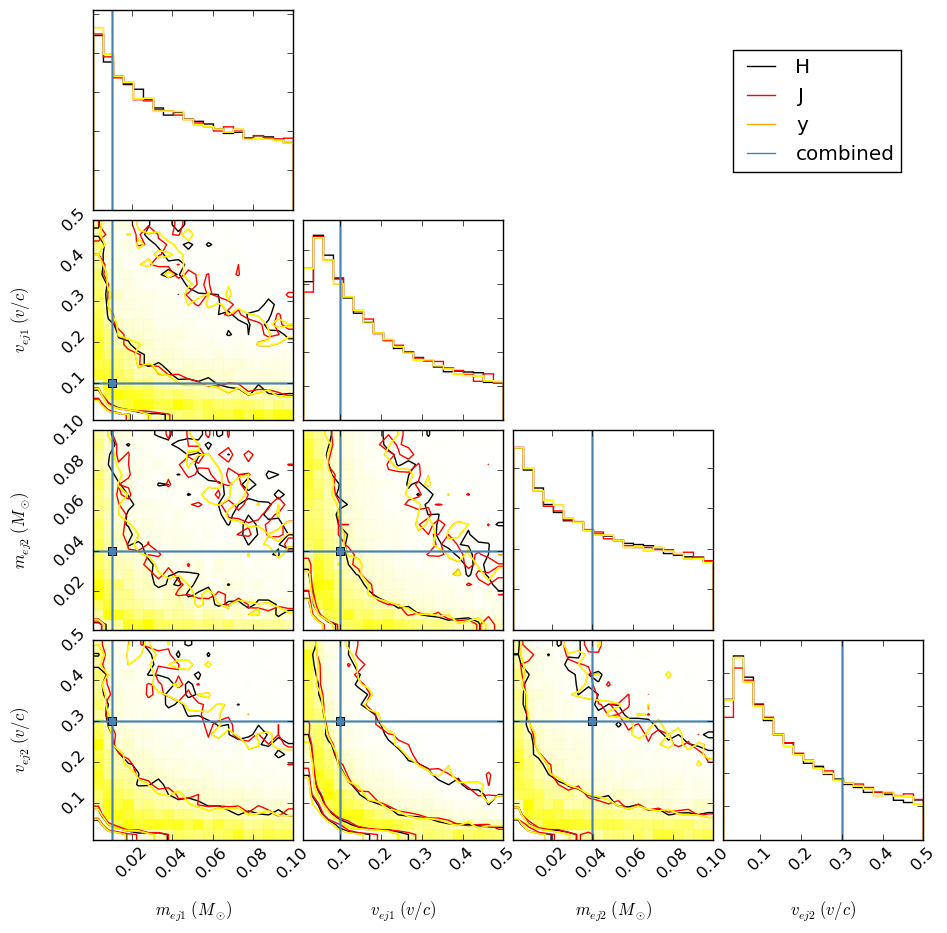 H
J
y
combined
0.5
0.4
0.3
0.2
0.1
v_ej1 (v/c)
0.10
0.08
0.06
0.04
0.02
m_ej2 (M_⊙)
0.5
0.4
0.3
0.2
0.1
v_ej2 (v/c)
0.02 0.04 0.06 0.08 0.10 0.1 0.2 0.3 0.4 0.5 0.02 0.04 0.06 0.08 0.10 0.1 0.2 0.3 0.4 0.5
m_ej1 (M_⊙) v_ej1 (v/c) m_ej2 (M_⊙) v_ej2 (v/c)